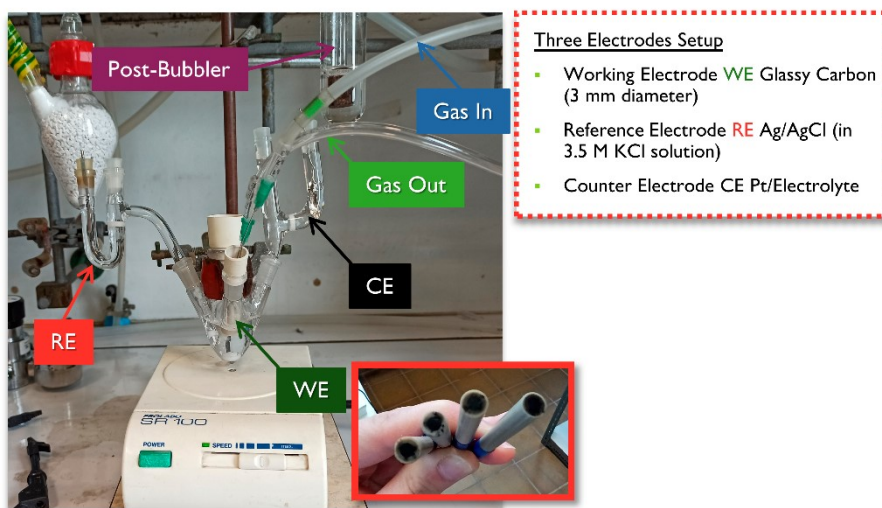 Post-Bubbler
Gas In
Gas Out
CE
RE
WE
SR 100
POWER
SPEED
max.
Three Electrodes Setup
▪ Working Electrode WE Glassy Carbon
(3 mm diameter)
▪ Reference Electrode RE Ag/AgCl (in
3.5 M KCl solution)
▪ Counter Electrode CE Pt/Electrolyte